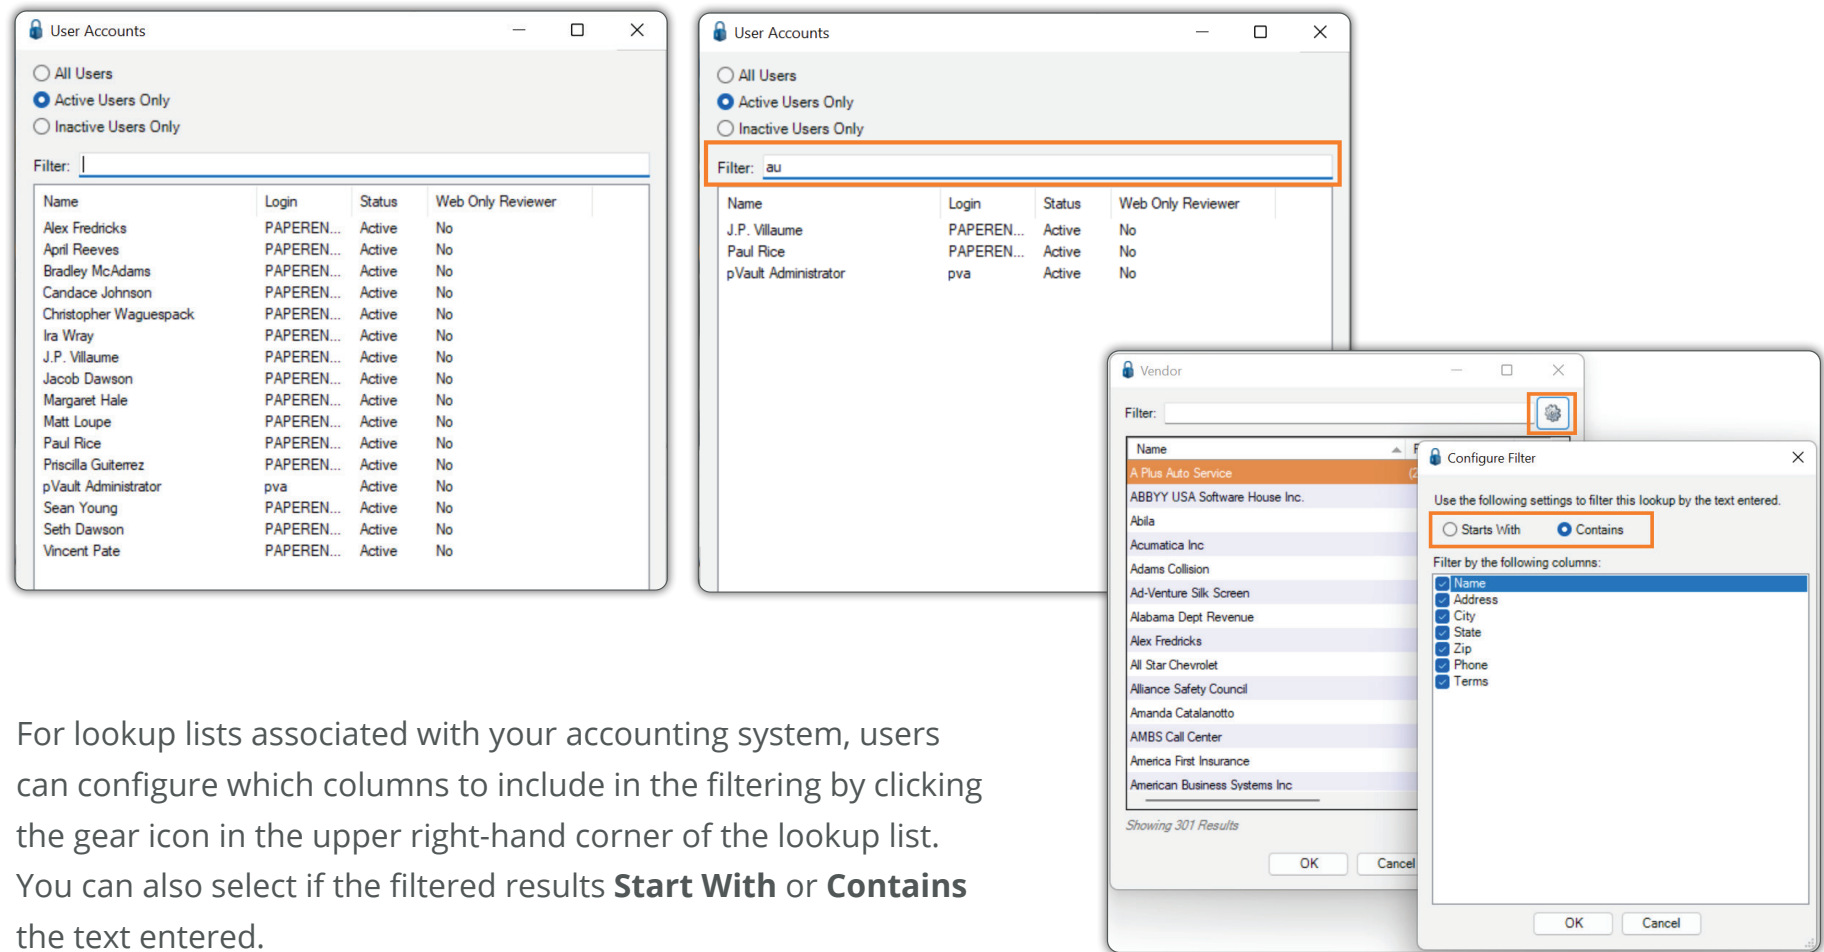 User Accounts
All Users
Active Users Only
Inactive Users Only
Filter:
Name Login Status Web Only Reviewer
Alex Fredricks PAPEREN... Active No
April Reeves PAPEREN... Active No
Bradley McAdams PAPEREN... Active No
Candace Johnson PAPEREN... Active No
Christopher Waguespack PAPEREN... Active No
Ira Wray PAPEREN... Active No
J.P. Villaume PAPEREN... Active No
Jacob Dawson PAPEREN... Active No
Margaret Hale PAPEREN... Active No
Matt Loupe PAPEREN... Active No
Paul Rice PAPEREN... Active No
Priscilla Guiterrez PAPEREN... Active No
pVault Administrator pva Active No
Sean Young PAPEREN... Active No
Seth Dawson PAPEREN... Active No
Vincent Pate PAPEREN... Active No
User Accounts
All Users
Active Users Only
Inactive Users Only
Filter: au
Name Login Status Web Only Reviewer
J.P. Villaume PAPEREN... Active No
Paul Rice PAPEREN... Active No
pVault Administrator pva Active No
Vendor
Filter:
Name
A Plus Auto Service (2
ABBYY USA Software House Inc.
Abila
Acumatica Inc
Adams Collision
Ad-Venture Silk Screen
Alabama Dept Revenue
Alex Fredricks
All Star Chevrolet
Alliance Safety Council
Amanda Catalanotto
AMBS Call Center
America First Insurance
American Business Systems Inc
Showing 301 Results
OK Cancel
Configure Filter
Use the following settings to filter this lookup by the text entered.
Starts With Contains
Filter by the following columns:
Name
Address
City
State
Zip
Phone
Terms
OK Cancel
For lookup lists associated with your accounting system, users
can configure which columns to include in the filtering by clicking
the gear icon in the upper right-hand corner of the lookup list.
You can also select if the filtered results Start With or Contains
the text entered.